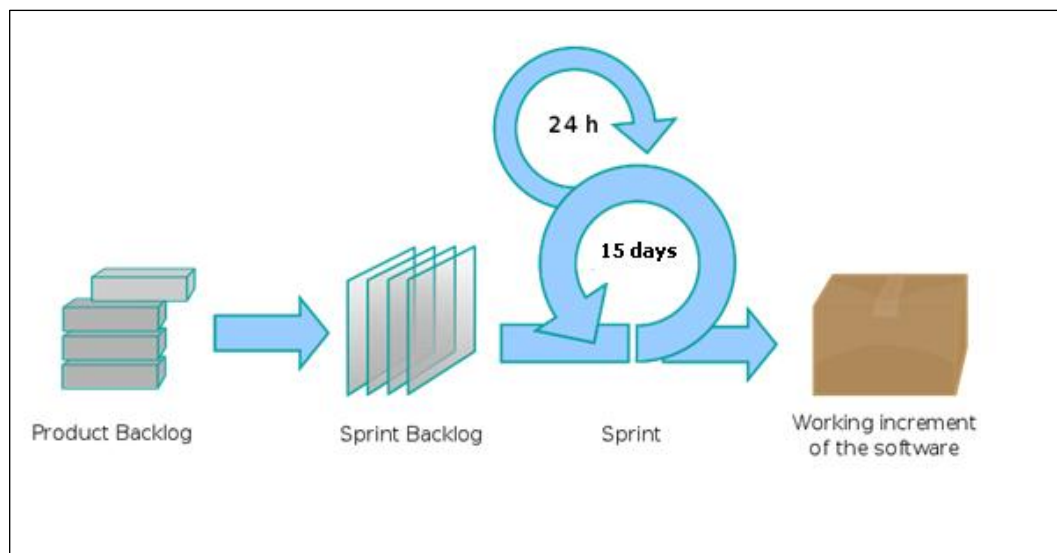 24 h
15 days
Product Backlog
Sprint Backlog
Sprint
Working increment
of the software